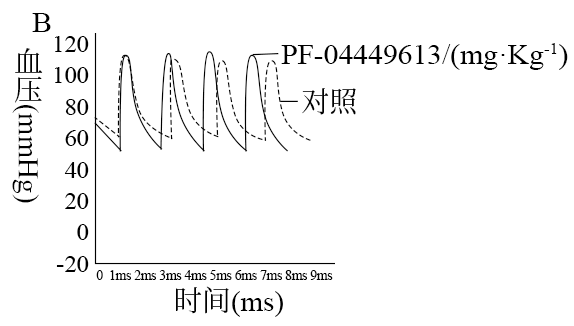 B
血压(mmHg)
120
100
80
60
40
20
0
-20
PF-04449613/(mg·Kg⁻¹)
对照
0 1ms 2ms 3ms 4ms 5ms 6ms 7ms 8ms 9ms
时间(ms)